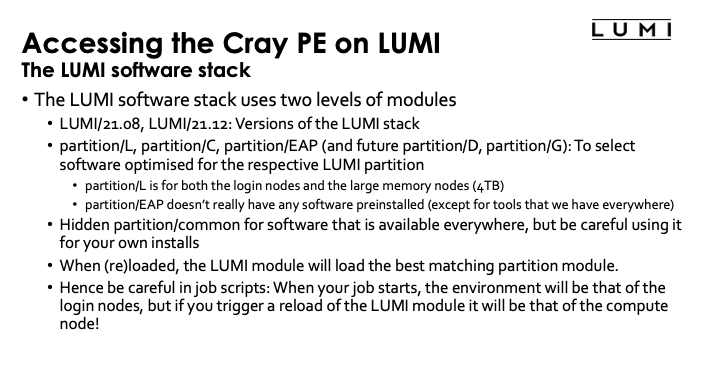 LUMI
Accessing the Cray PE on LUMI
The LUMI software stack
• The LUMI software stack uses two levels of modules
• LUMI/21.08, LUMI/21.12: Versions of the LUMI stack
• partition/L, partition/C, partition/EAP (and future partition/D, partition/G): To select
software optimised for the respective LUMI partition
• partition/L is for both the login nodes and the large memory nodes (4TB)
• partition/EAP doesn't really have any software preinstalled (except for tools that we have everywhere)
• Hidden partition/common for software that is available everywhere, but be careful using it
for your own installs
• When (re)loaded, the LUMI module will load the best matching partition module.
• Hence be careful in job scripts: When your job starts, the environment will be that of the
login nodes, but if you trigger a reload of the LUMI module it will be that of the compute
node!